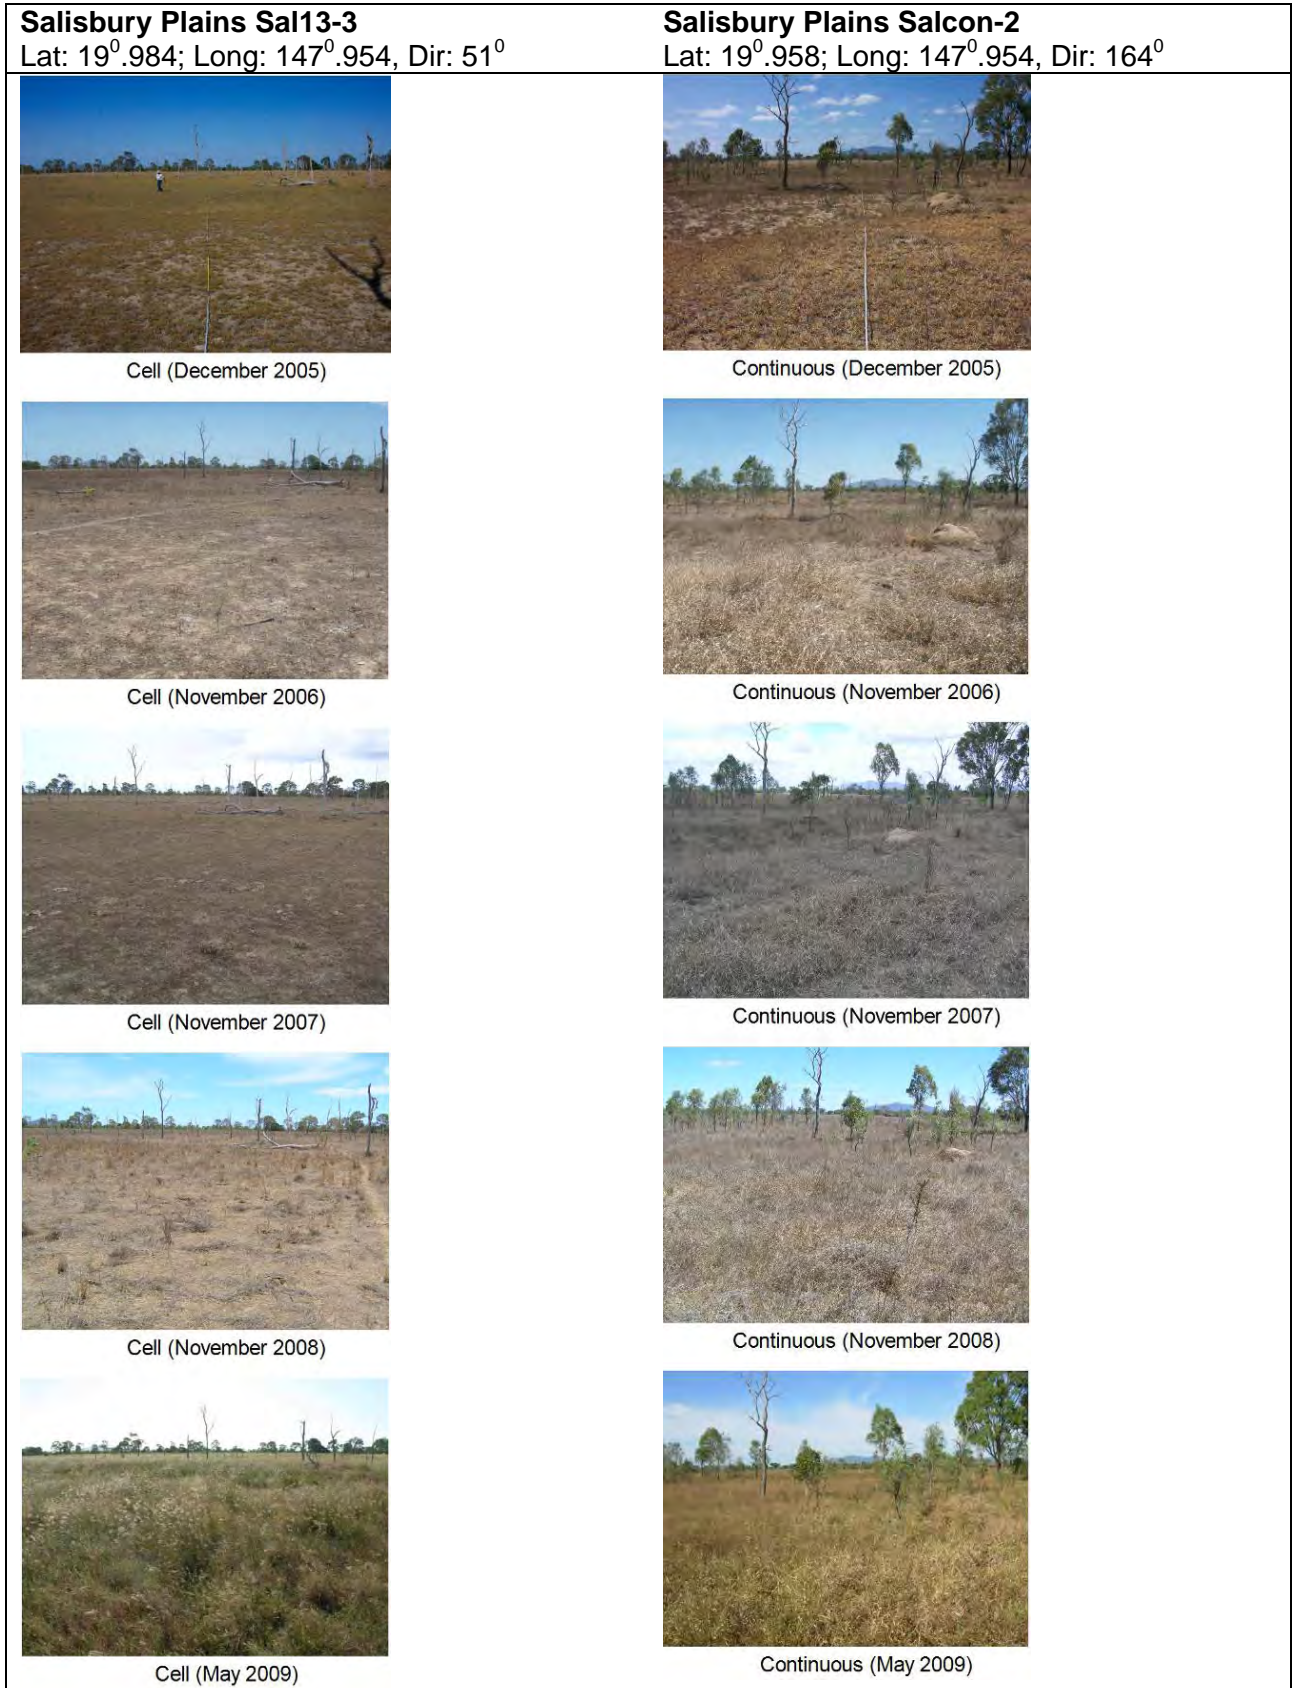 Salisbury Plains Sal13-3
Lat: 19⁰.984; Long: 147⁰.954, Dir: 51⁰
Salisbury Plains Salcon-2
Lat: 19⁰.958; Long: 147⁰.954, Dir: 164⁰
Cell (December 2005)
Continuous (December 2005)
Cell (November 2006)
Continuous (November 2006)
Cell (November 2007)
Continuous (November 2007)
Cell (November 2008)
Continuous (November 2008)
Cell (May 2009)
Continuous (May 2009)